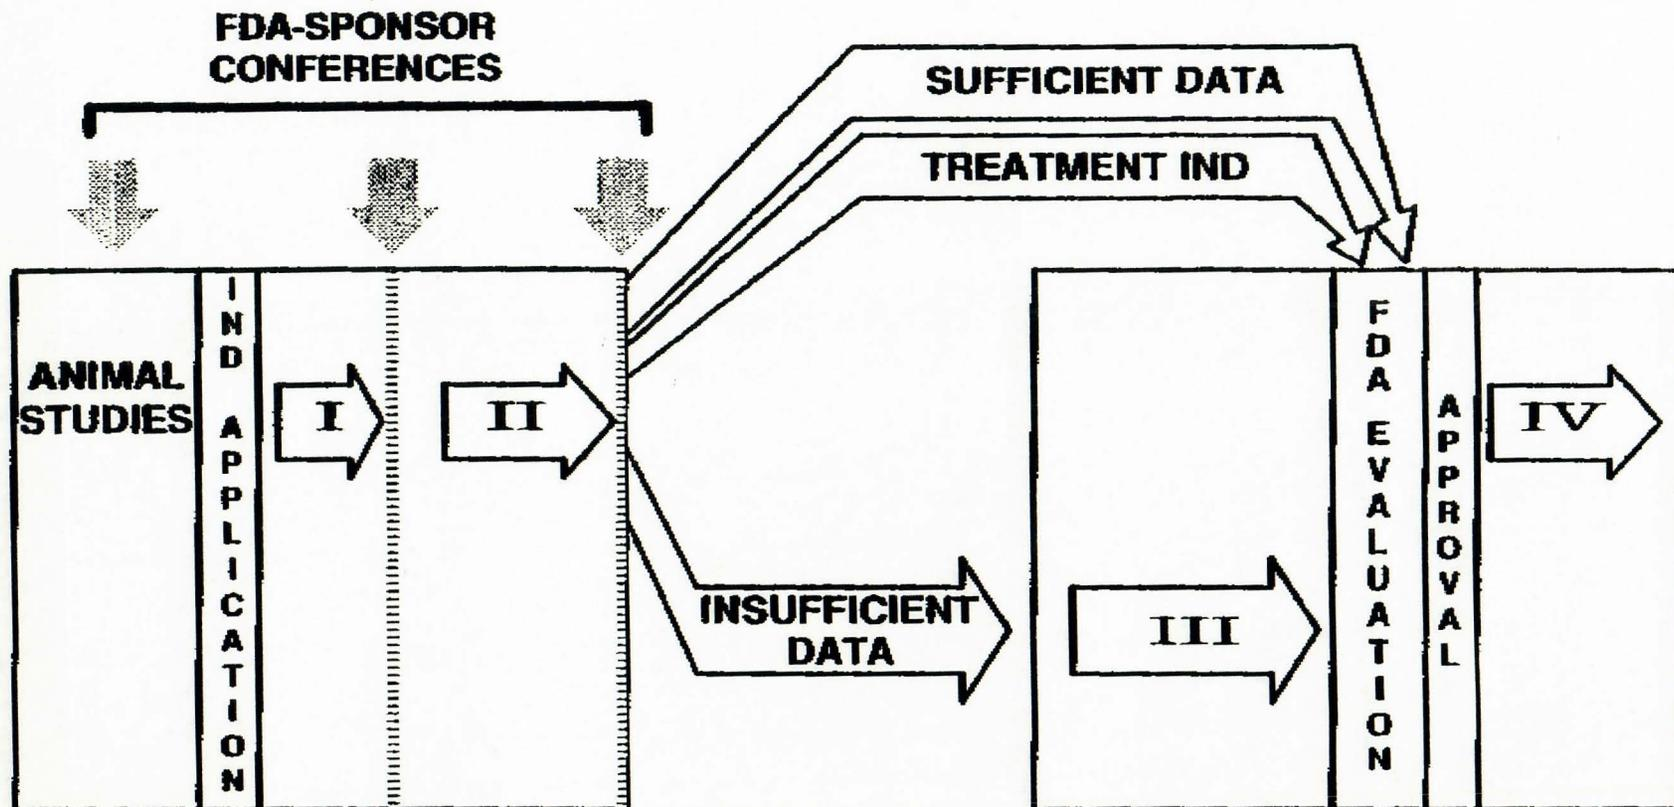 FDA-SPONSOR
CONFERENCES
SUFFICIENT DATA
TREATMENT IND
ANIMAL
STUDIES
IND APPLICATION
I
II
INSUFFICIENT
DATA
III
FDA EVALUATION
APPROVAL
IV